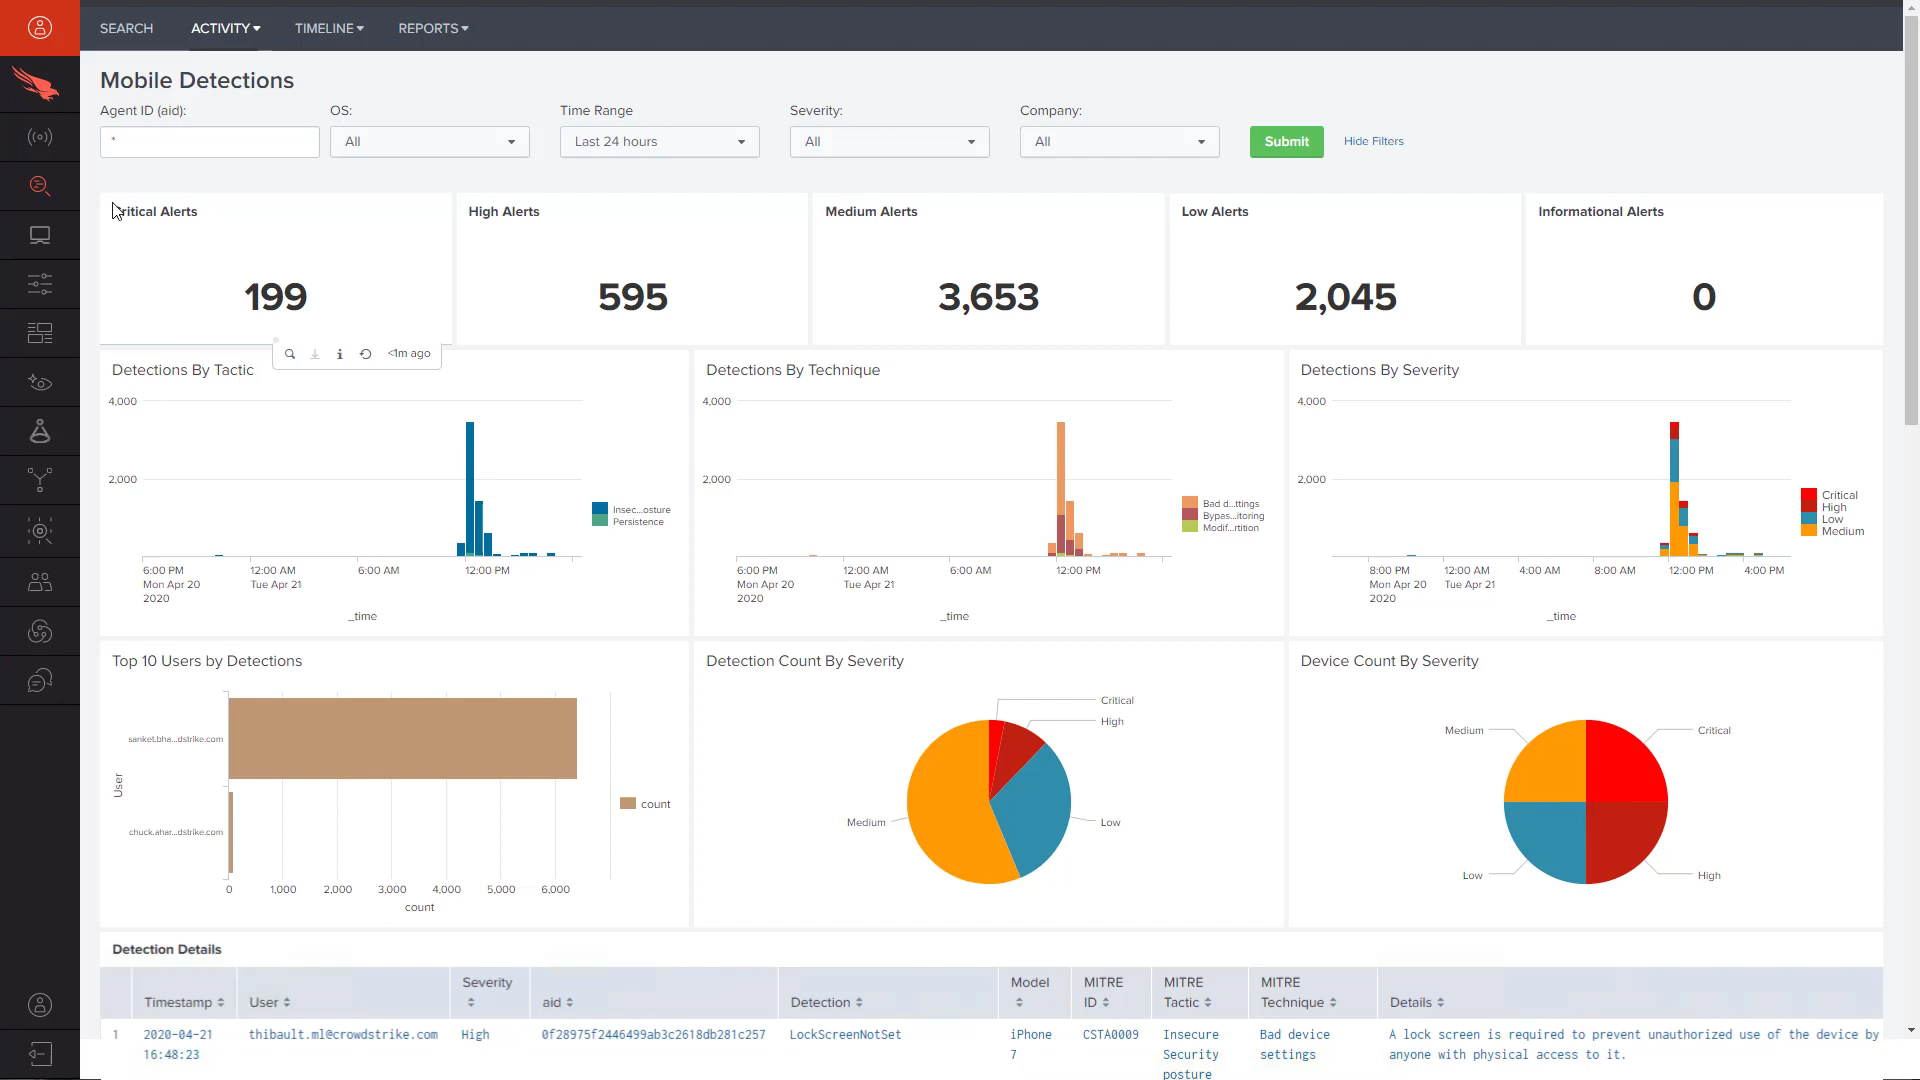 SEARCH ACTIVITY TIMELINE REPORTS
Mobile Detections
Agent ID (aid): OS: Time Range Severity: Company:
* All Last 24 hours All All Submit Hide Filters
ritical Alerts High Alerts Medium Alerts Low Alerts Informational Alerts
199 595 3,653 2,045 0
<1m ago
Detections By Tactic
4,000
2,000
Insec...osture
Persistence
6:00 PM 12:00 AM 6:00 AM 12:00 PM
Mon Apr 20 Tue Apr 21
2020
_time
Detections By Technique
4,000
2,000
Bad d...ttings
Bypas...itoring
Modif...rtition
6:00 PM 12:00 AM 6:00 AM 12:00 PM
Mon Apr 20 Tue Apr 21
2020
_time
Detections By Severity
4,000
2,000
Critical
High
Low
Medium
8:00 PM 12:00 AM 4:00 AM 8:00 AM 12:00 PM 4:00 PM
Mon Apr 20 Tue Apr 21
2020
_time
Top 10 Users by Detections
User
sanket.bha...dstrike.com
chuck.ahar...dstrike.com
count
0 1,000 2,000 3,000 4,000 5,000 6,000
count
Detection Count By Severity
Critical
High
Medium
Low
Device Count By Severity
Medium
Critical
Low
High
Detection Details
Timestamp User Severity aid Detection Model MITRE ID MITRE Tactic MITRE Technique Details
1 2020-04-21 thibault.ml@crowdstrike.com High 0f28975f2446499ab3c2618db281c257 LockScreenNotSet iPhone CSTA0009 Insecure Bad device A lock screen is required to prevent unauthorized use of the device by
16:48:23 7 Security settings anyone with physical access to it.
posture